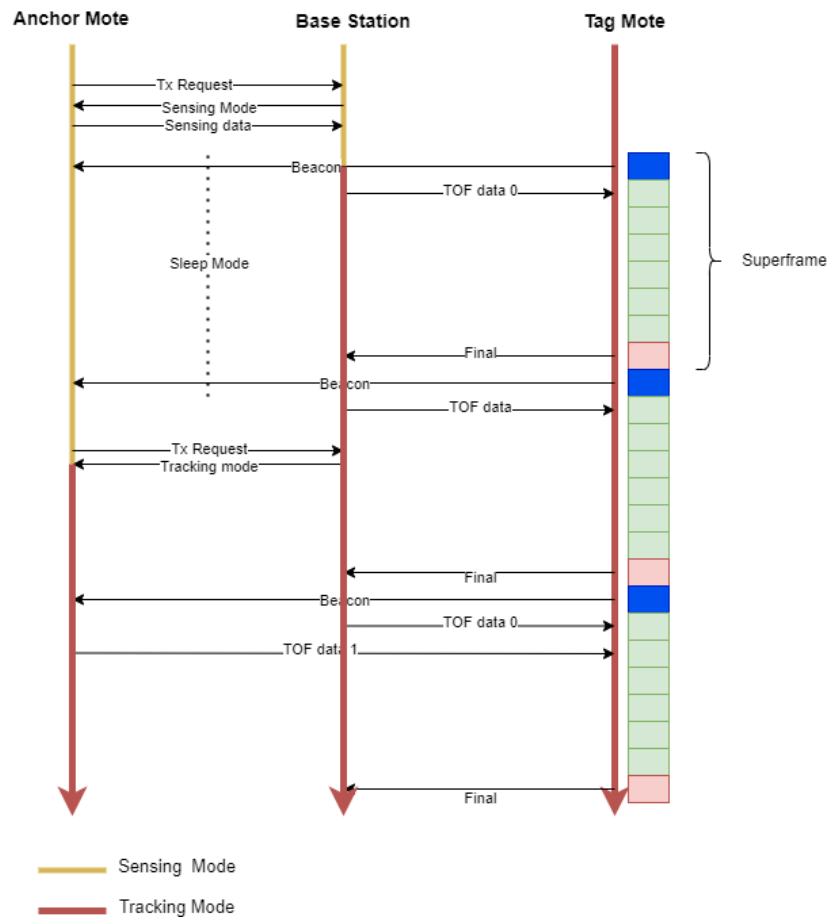 Anchor Mote
Base Station
Tag Mote
Tx Request
Sensing Mode
Sensing data
Beacon
TOF data 0
Sleep Mode
Superframe
Final
Beacon
TOF data
Tx Request
Tracking mode
Final
Beacon
TOF data 0
TOF data 1
Final
Sensing Mode
Tracking Mode